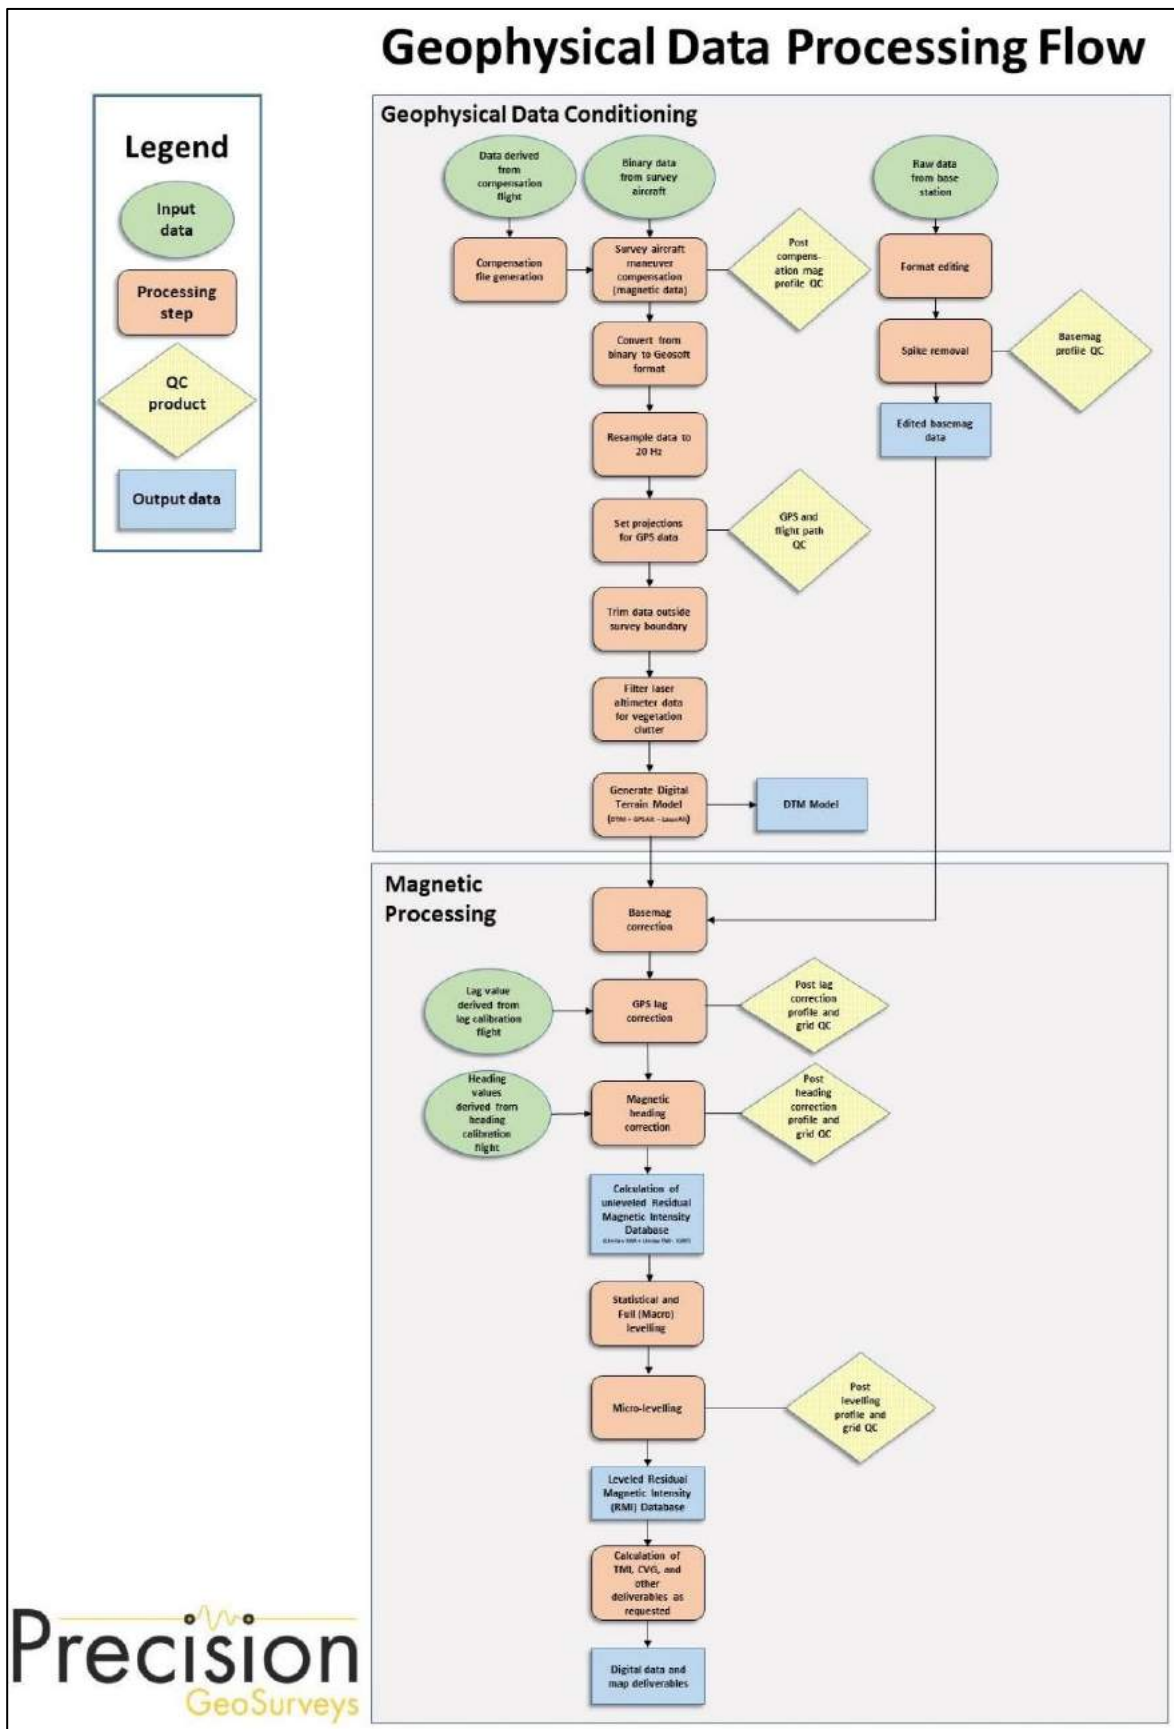 Geophysical Data Processing Flow
Legend
Input
data
Processing
step
QC
product
Output data
Geophysical Data Conditioning
Data derived
from
compensation
flight
Binary data
from survey
aircraft
Raw data
from base
station
Compensation
file generation
Survey aircraft
maneuver
compensation
(magnetic data)
Post
compens-
ation mag
profile QC
Format editing
Convert from
binary to Geosoft
format
Spike removal
Basemag
profile QC
Edited basemag
data
Resample data to
20 Hz
Set projections
for GPS data
GPS and
flight path
QC
Trim data outside
survey boundary
Filter laser
altimeter data
for vegetation
clutter
Generate Digital
Terrain Model
(DTM = GPSAlt - LaserAlt)
DTM Model
Magnetic
Processing
Basemag
correction
Lag value
derived from
lag calibration
flight
GPS lag
correction
Post lag
correction
profile and
grid QC
Heading
values
derived from
heading
calibration
flight
Magnetic
heading
correction
Post
heading
correction
profile and
grid QC
Calculation of
unleveled Residual
Magnetic Intensity
Database
Statistical and
Full (Macro)
levelling
Micro-levelling
Post
levelling
profile and
grid QC
Leveled Residual
Magnetic Intensity
(RMI) Database
Calculation of
TMI, CVG, and
other
deliverables as
requested
Digital data and
map deliverables
Precision
GeoSurveys